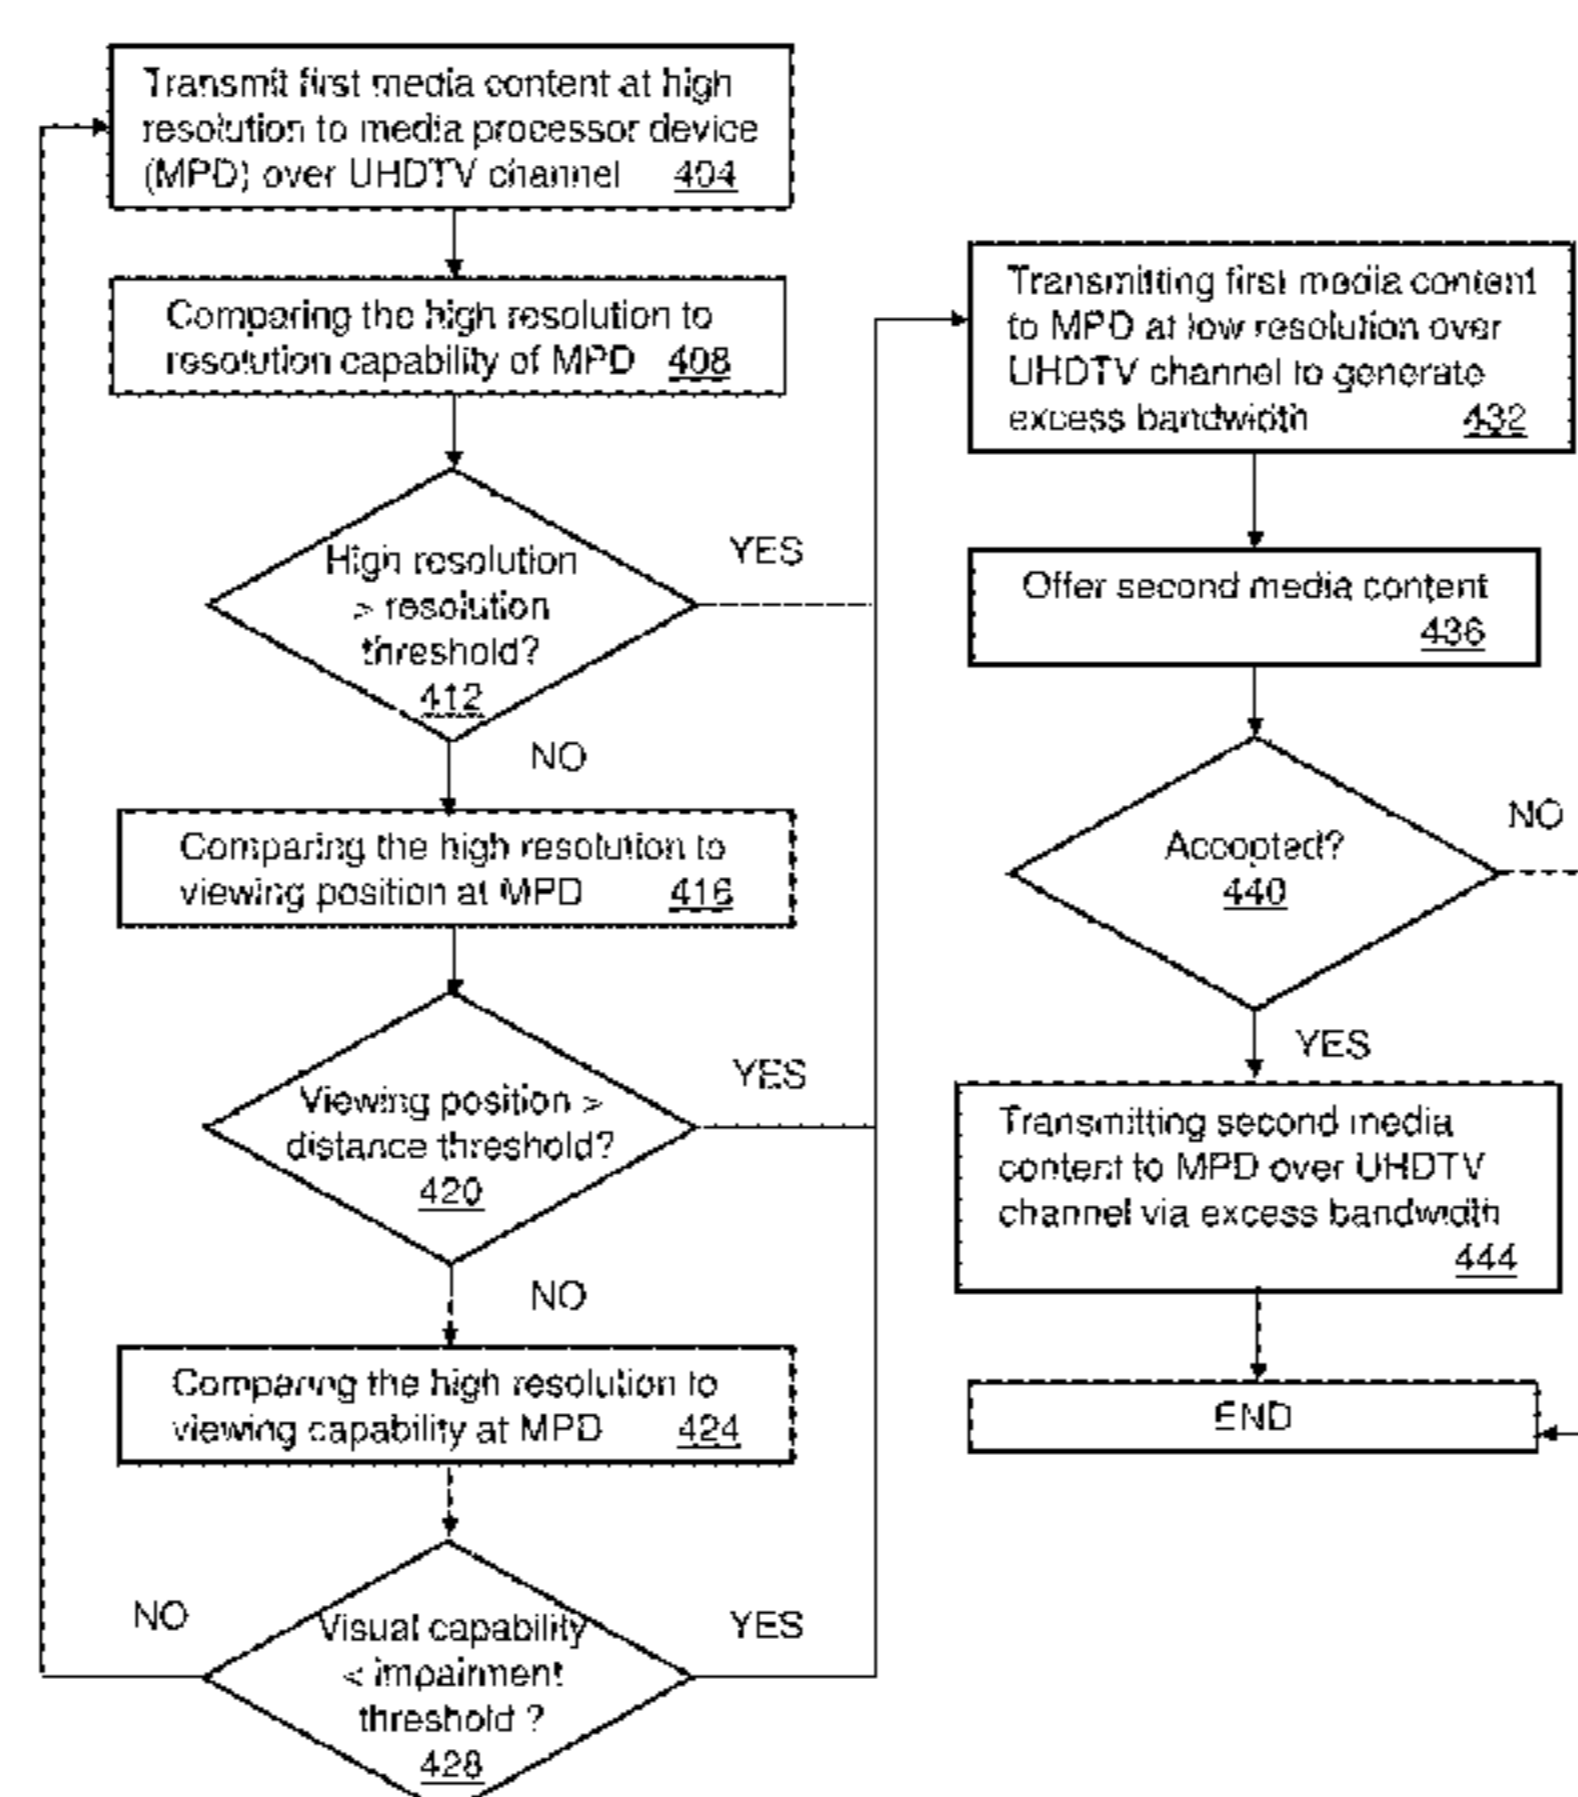 Transmit first media content at high
resolution to media processor device
(MPD) over UHDTV channel 404
Comparing the high resolution to
resolution capability of MPD 408
High resolution
> resolution
threshold?
412
YES
NO
Comparing the high resolution to
viewing position at MPD 416
Viewing position >
distance threshold?
420
YES
NO
Comparing the high resolution to
viewing capability at MPD 424
NO
Visual capability
< impairment
threshold ?
428
YES
Transmitting first media content
to MPD at low resolution over
UHDTV channel to generate
excess bandwidth 432
Offer second media content
436
Accepted?
440
NO
YES
Transmitting second media
content to MPD over UHDTV
channel via excess bandwidth
444
END